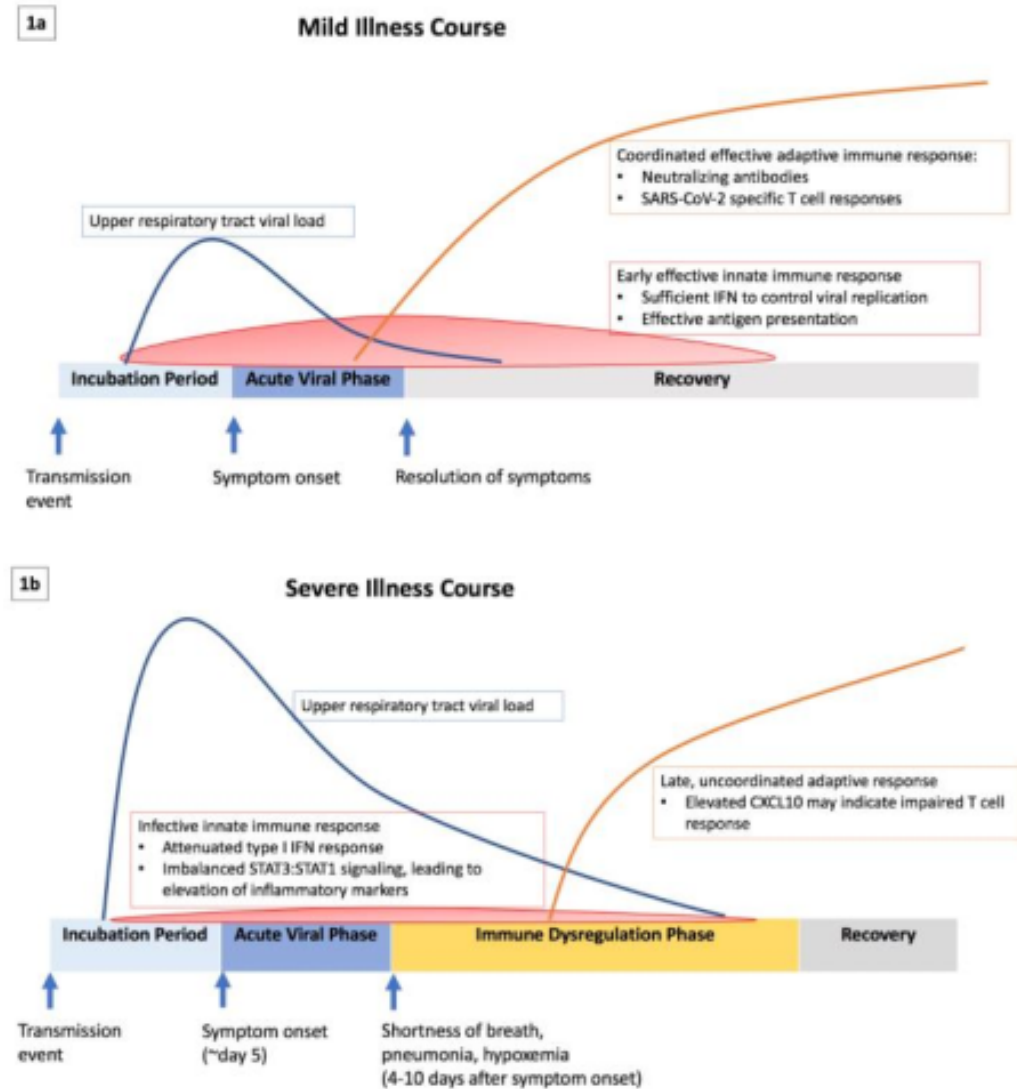 1a
Mild Illness Course
Coordinated effective adaptive immune response:
• Neutralizing antibodies
• SARS-CoV-2 specific T cell responses
Upper respiratory tract viral load
Early effective innate immune response
• Sufficient IFN to control viral replication
• Effective antigen presentation
Incubation Period
Acute Viral Phase
Recovery
Transmission
event
Symptom onset
Resolution of symptoms
1b
Severe Illness Course
Upper respiratory tract viral load
Late, uncoordinated adaptive response
• Elevated CXCL10 may indicate impaired T cell
response
Infective innate immune response
• Attenuated type I IFN response
• Imbalanced STAT3:STAT1 signaling, leading to
elevation of inflammatory markers
Incubation Period
Acute Viral Phase
Immune Dysregulation Phase
Recovery
Transmission
event
Symptom onset
(~day 5)
Shortness of breath,
pneumonia, hypoxemia
(4-10 days after symptom onset)